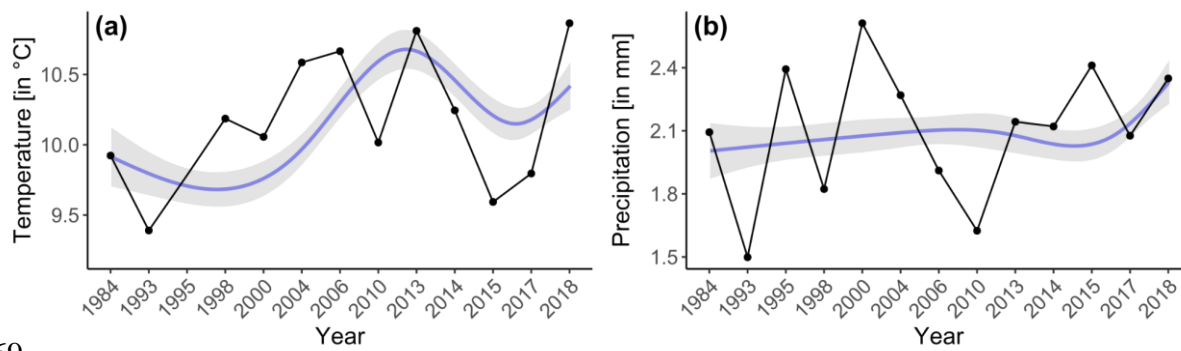 (a)
Temperature [in °C]
10.5
10.0
9.5
1984 1993 1995 1998 2000 2004 2006 2010 2013 2014 2015 2017 2018
Year
(b)
Precipitation [in mm]
2.4
2.1
1.8
1.5
1984 1993 1995 1998 2000 2004 2006 2010 2013 2014 2015 2017 2018
Year